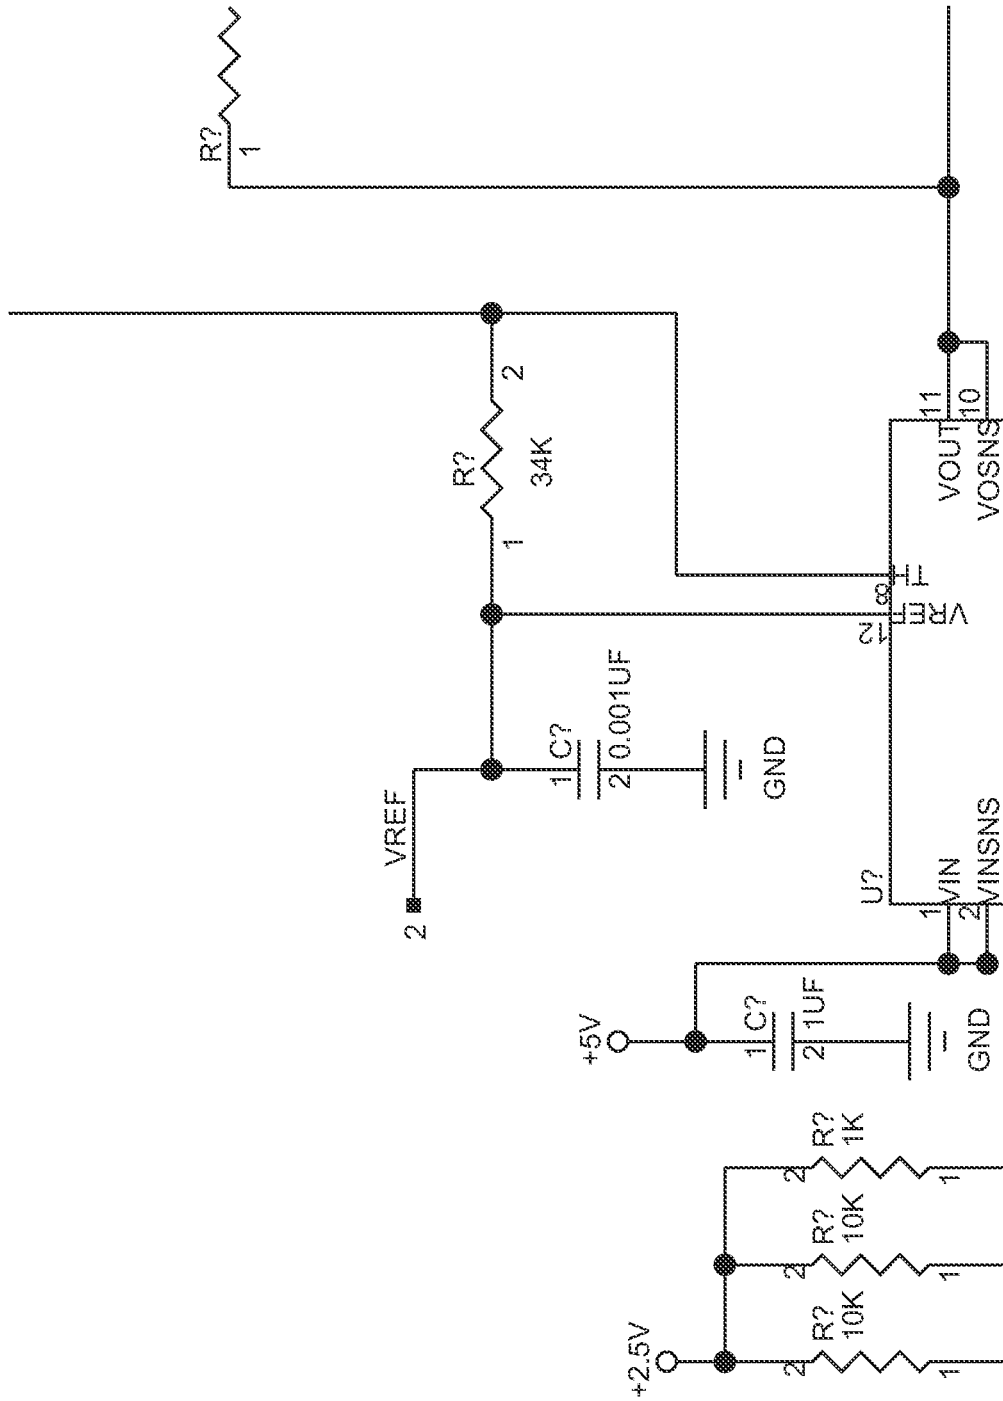 R?
1
R?
34K
1
2
VREF
2
1
C?
2
0.001UF
GND
+5V
1
C?
2
1UF
GND
+2.5V
R?
10K
2
1
R?
10K
2
1
R?
1K
2
1
U?
1
VIN
2
VINSNS
12
VREF
8
TI
11
VOUT
10
VOSNS